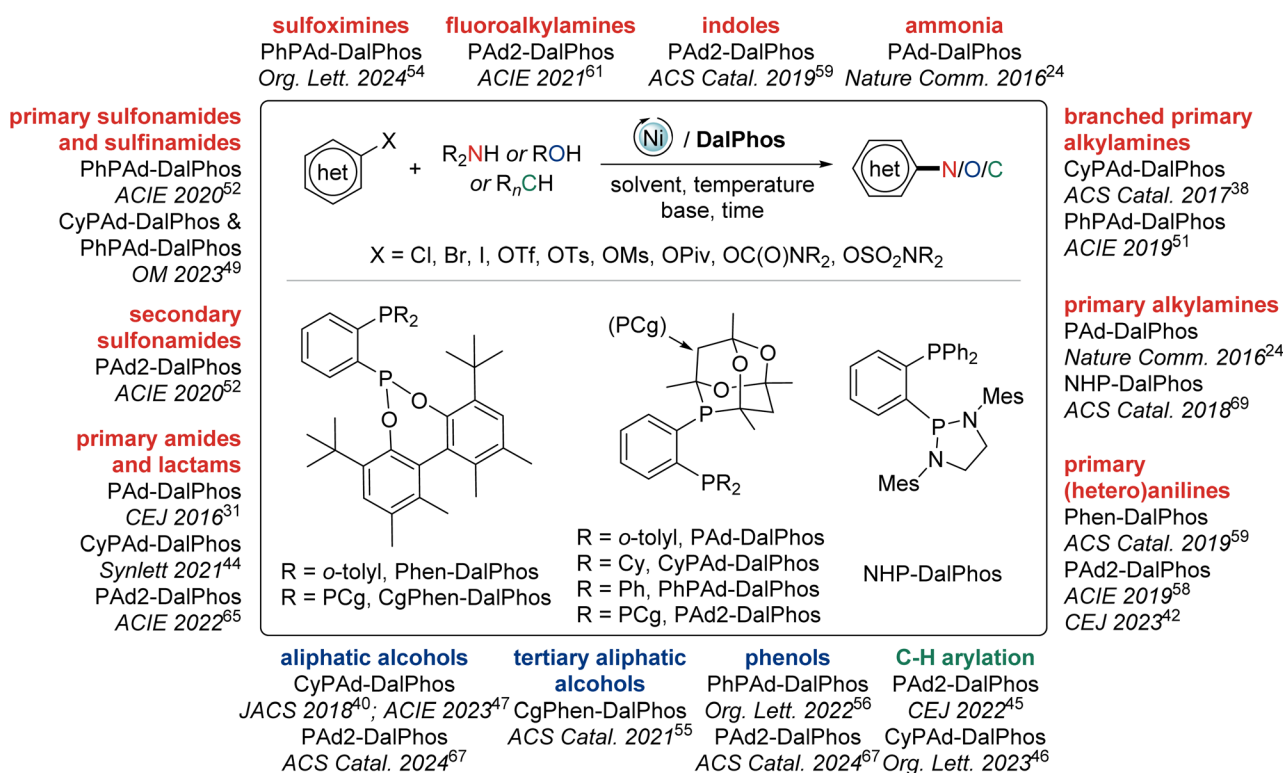 sulfoximines
PhPAd-DalPhos
Org. Lett. 2024⁵⁴
fluoroalkylamines
PAd2-DalPhos
ACIE 2021⁶¹
indoles
PAd2-DalPhos
ACS Catal. 2019⁵⁹
ammonia
PAd-DalPhos
Nature Comm. 2016²⁴
primary sulfonamides
and sulfinamides
PhPAd-DalPhos
ACIE 2020⁵²
CyPAd-DalPhos &
PhPAd-DalPhos
OM 2023⁴⁹
secondary
sulfonamides
PAd2-DalPhos
ACIE 2020⁵²
primary amides
and lactams
PAd-DalPhos
CEJ 2016³¹
CyPAd-DalPhos
Synlett 2021⁴⁴
PAd2-DalPhos
ACIE 2022⁶⁵
het
X
+
R₂NH or ROH
or RₙCH
Ni / DalPhos
solvent, temperature
base, time
het
N/O/C
X = Cl, Br, I, OTf, OTs, OMs, OPiv, OC(O)NR₂, OSO₂NR₂
PR₂
P
O
O
R = o-tolyl, Phen-DalPhos
R = PCg, CgPhen-DalPhos
(PCg)
O
O
O
P
PR₂
R = o-tolyl, PAd-DalPhos
R = Cy, CyPAd-DalPhos
R = Ph, PhPAd-DalPhos
R = PCg, PAd2-DalPhos
PPh₂
Mes
P
N
N
Mes
NHP-DalPhos
branched primary
alkylamines
CyPAd-DalPhos
ACS Catal. 2017³⁸
PhPAd-DalPhos
ACIE 2019⁵¹
primary alkylamines
PAd-DalPhos
Nature Comm. 2016²⁴
NHP-DalPhos
ACS Catal. 2018⁶⁹
primary
(hetero)anilines
Phen-DalPhos
ACS Catal. 2019⁵⁹
PAd2-DalPhos
ACIE 2019⁵⁸
CEJ 2023⁴²
aliphatic alcohols
CyPAd-DalPhos
JACS 2018⁴⁰; ACIE 2023⁴⁷
PAd2-DalPhos
ACS Catal. 2024⁶⁷
tertiary aliphatic
alcohols
CgPhen-DalPhos
ACS Catal. 2021⁵⁵
phenols
PhPAd-DalPhos
Org. Lett. 2022⁵⁶
PAd2-DalPhos
ACS Catal. 2024⁶⁷
C-H arylation
PAd2-DalPhos
CEJ 2022⁴⁵
CyPAd-DalPhos
Org. Lett. 2023⁴⁶